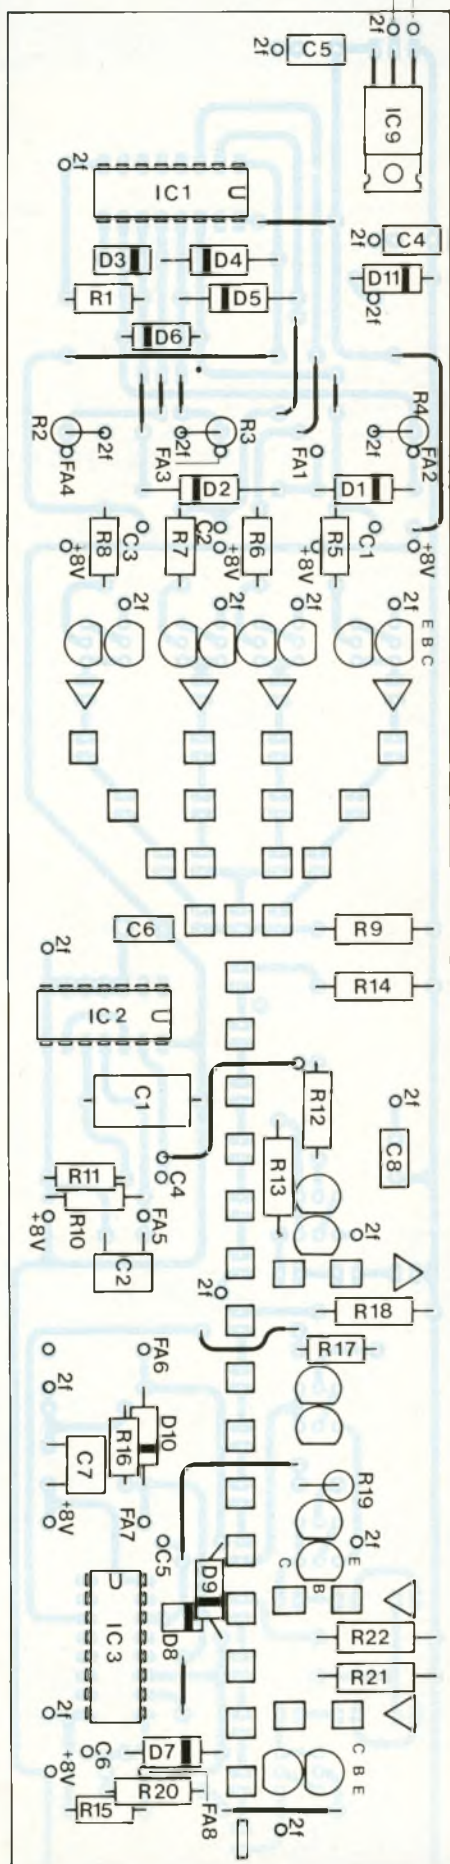 2f
2f C5
IC9
2f
IC1 U
2f C4
D3 D4
D11
R1 D5
2f
D6
R2 2f 2f R3 2f R4
FA4 FA3 FA1 FA2
D2 D1
R8 C3 R7 C2 R6 R5 C1
+8V +8V +8V +8V
2f 2f 2f 2f E B C
C6 R9
2f
R14
IC2 U
C1 R12 2f
C8
R13
R11 C4
R10
+8V FA5
C2 2f
2f
R18
R17
FA6
2f
D10
R16
C7 R19
+8V FA7
C5 2f
C E
D9 B
U
IC3
D8 R22
R21
2f
C6 D7 C B E
+8V
R20
R15 FA8
2f